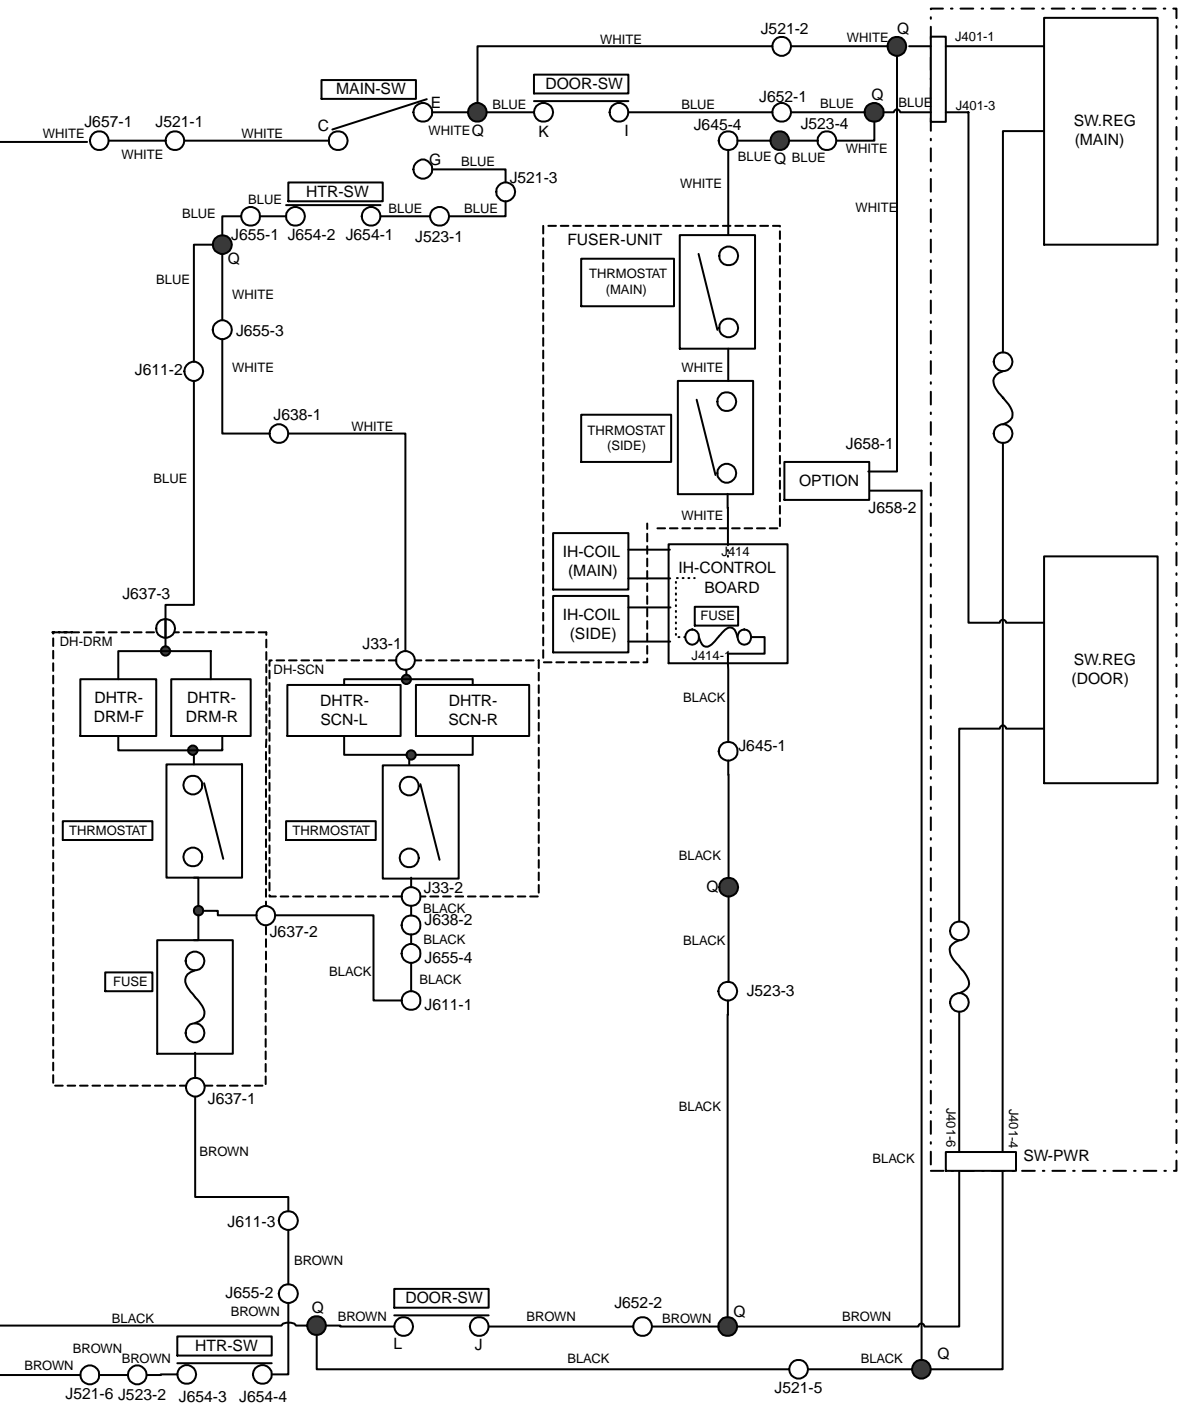 J521-2
Q
WHITE
WHITE
J401-1
MAIN-SW
DOOR-SW
E
J652-1
Q
BLUE
BLUE
BLUE
BLUE
J401-3
J657-1
J521-1
C
WHITE
Q
K
I
J645-4
J523-4
SW.REG
(MAIN)
WHITE
WHITE
WHITE
WHITE
BLUE
Q
BLUE
G
BLUE
J521-3
WHITE
HTR-SW
BLUE
BLUE
BLUE
BLUE
WHITE
J655-1
J654-2
J654-1
J523-1
FUSER-UNIT
Q
BLUE
THRMOSTAT
(MAIN)
WHITE
J655-3
J611-2
WHITE
WHITE
J638-1
WHITE
THRMOSTAT
(SIDE)
J658-1
BLUE
OPTION
J658-2
WHITE
IH-COIL
(MAIN)
J414
IH-CONTROL
BOARD
J637-3
IH-COIL
(SIDE)
FUSE
DH-DRM
J33-1
J414-1
DH-SCN
SW.REG
(DOOR)
DHTR-
DRM-F
DHTR-
DRM-R
DHTR-
SCN-L
DHTR-
SCN-R
BLACK
J645-1
THRMOSTAT
THRMOSTAT
BLACK
Q
J33-2
BLACK
J638-2
J637-2
BLACK
BLACK
J655-4
BLACK
BLACK
FUSE
J611-1
J523-3
J637-1
BLACK
J401-6
J401-4
BROWN
BLACK
SW-PWR
J611-3
BROWN
J655-2
DOOR-SW
BROWN
Q
J652-2
Q
BLACK
BROWN
BROWN
BROWN
BROWN
HTR-SW
L
J
BROWN
BROWN
BROWN
BLACK
BLACK
Q
J521-6
J523-2
J654-3
J654-4
J521-5